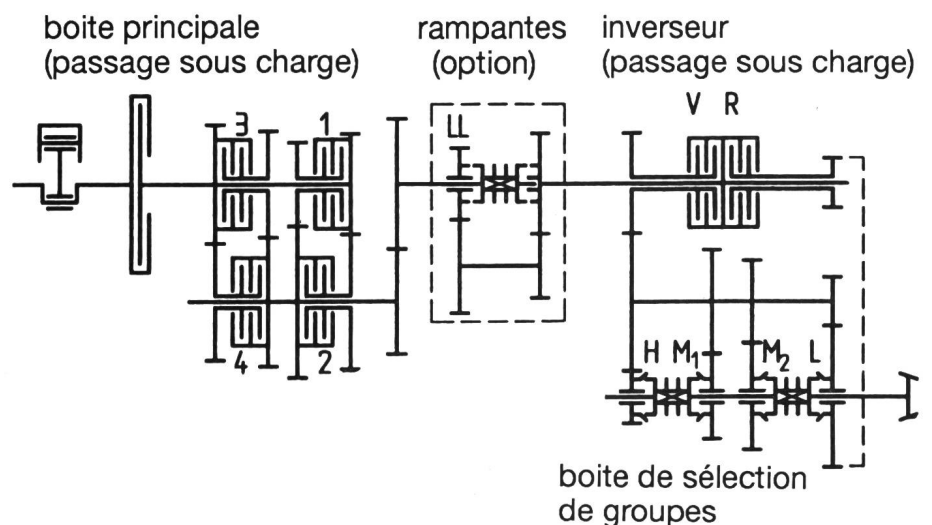 boite principale
(passage sous charge)
rampantes
(option)
inverseur
(passage sous charge)
V R
3 1
LL
4 2
H M₁ M₂ L
boite de sélection
de groupes